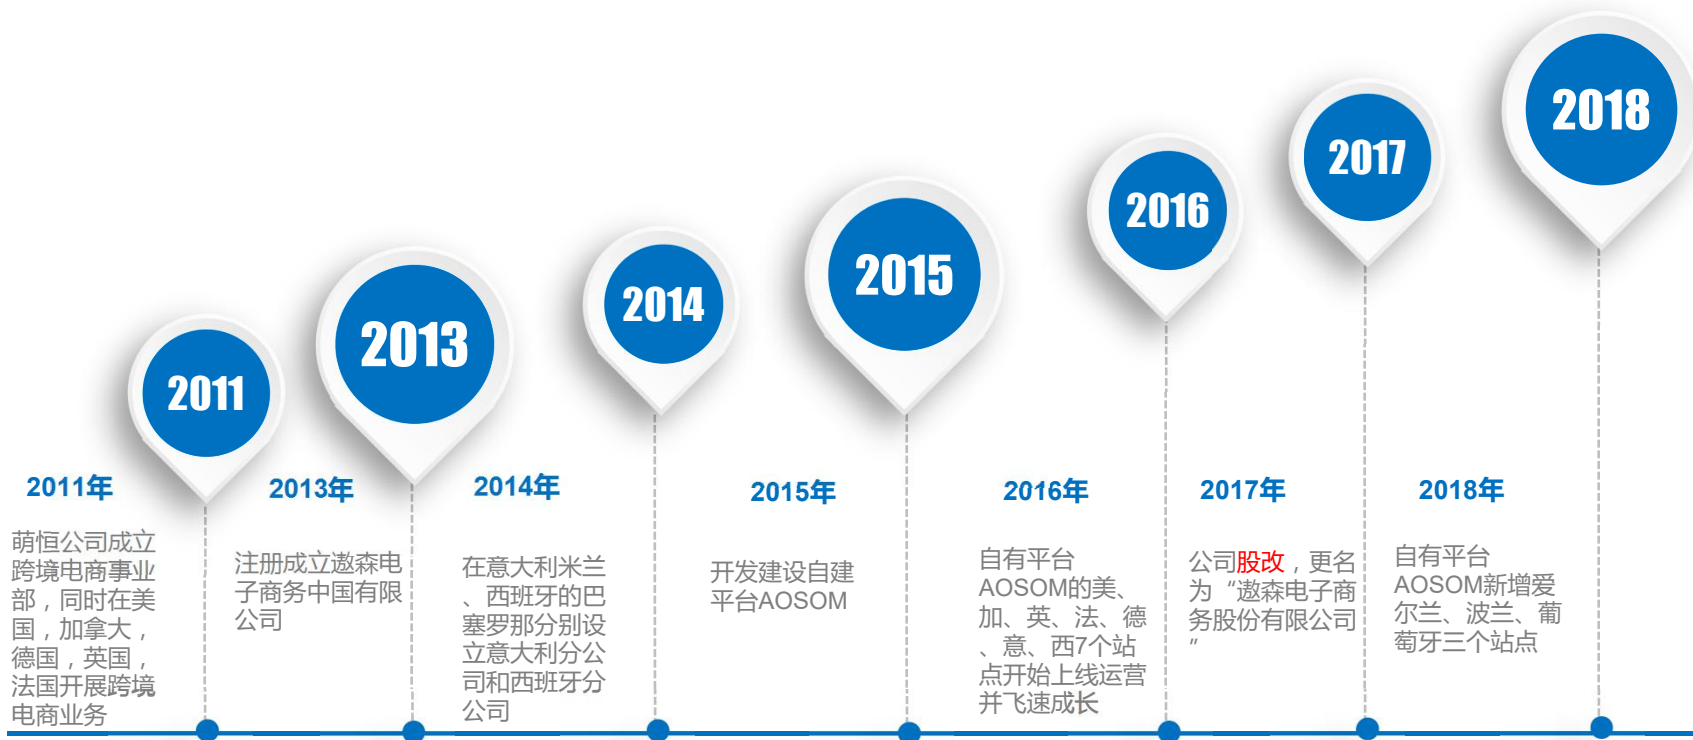 2011
2013
2014
2015
2016
2017
2018
2011年
萌恒公司成立
跨境电商事业
部，同时在美
国，加拿大，
德国，英国，
法国开展跨境
电商业务
2013年
注册成立遨森电
子商务中国有限
公司
2014年
在意大利米兰
、西班牙的巴
塞罗那分别设
立意大利分公
司和西班牙分
公司
2015年
开发建设自建
平台AOSOM
2016年
自有平台
AOSOM的美、
加、英、法、德
、意、西7个站
点开始上线运营
并飞速成长
2017年
公司股改，更名
为“遨森电子商
务股份有限公司
”
2018年
自有平台
AOSOM新增爱
尔兰、波兰、葡
萄牙三个站点